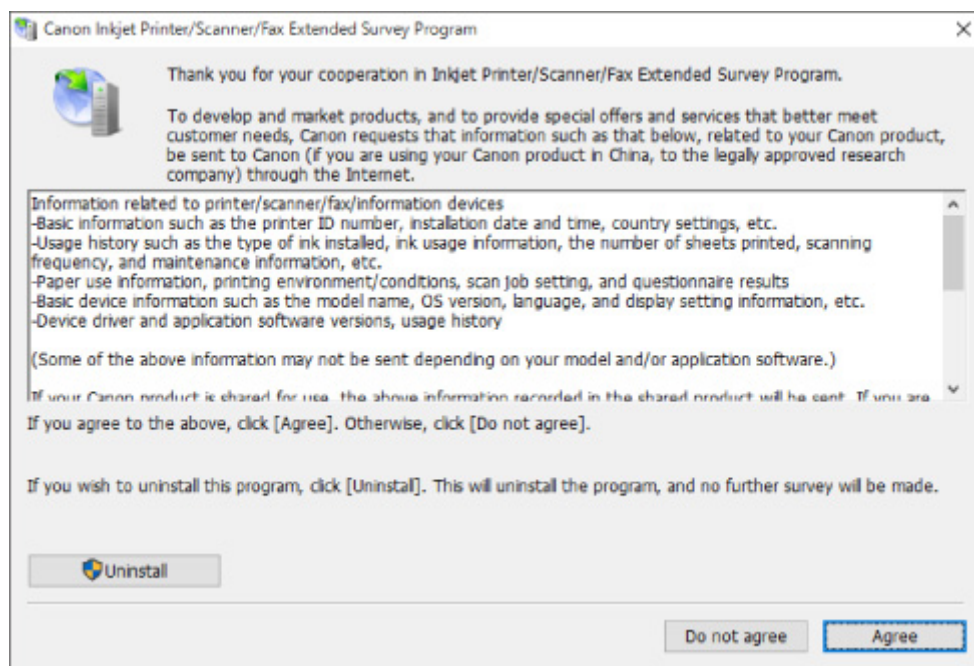 Canon Inkjet Printer/Scanner/Fax Extended Survey Program
Thank you for your cooperation in Inkjet Printer/Scanner/Fax Extended Survey Program.
To develop and market products, and to provide special offers and services that better meet
customer needs, Canon requests that information such as that below, related to your Canon product,
be sent to Canon (if you are using your Canon product in China, to the legally approved research
company) through the Internet.
Information related to printer/scanner/fax/information devices
-Basic information such as the printer ID number, installation date and time, country settings, etc.
-Usage history such as the type of ink installed, ink usage information, the number of sheets printed, scanning
frequency, and maintenance information, etc.
-Paper use information, printing environment/conditions, scan job setting, and questionnaire results
-Basic device information such as the model name, OS version, language, and display setting information, etc.
-Device driver and application software versions, usage history
(Some of the above information may not be sent depending on your model and/or application software.)
If your Canon product is shared for use, the above information recorded in the shared product will be sent. If you are
If you agree to the above, click [Agree]. Otherwise, click [Do not agree].
If you wish to uninstall this program, click [Uninstall]. This will uninstall the program, and no further survey will be made.
Uninstall
Do not agree
Agree